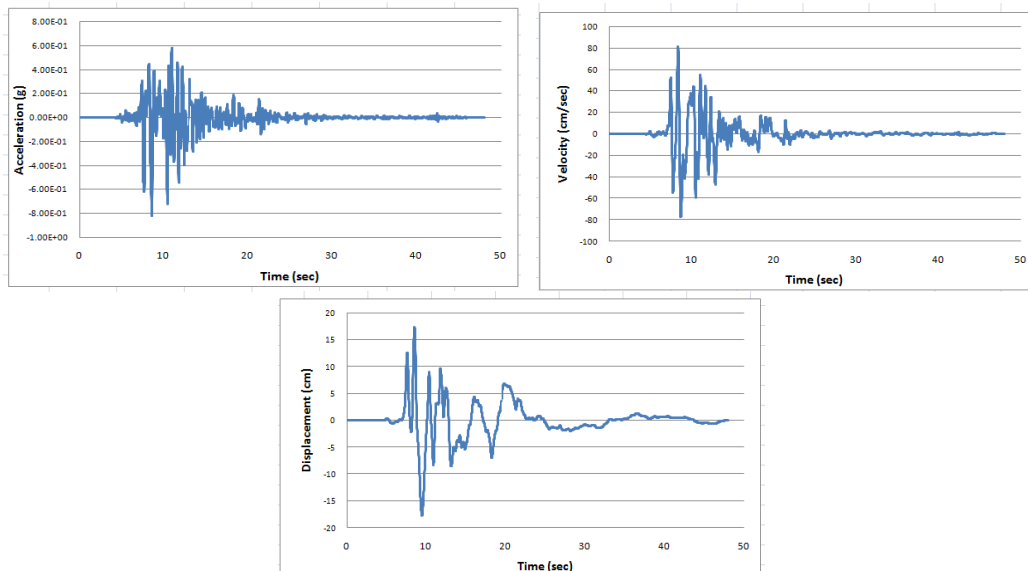 8.00E-01
6.00E-01
4.00E-01
2.00E-01
0.00E+00
-2.00E-01
-4.00E-01
-6.00E-01
-8.00E-01
-1.00E+00
Acceleration (g)
0 10 20 30 40 50
Time (sec)
100
80
60
40
20
0
-20
-40
-60
-80
-100
Velocity (cm/sec)
0 10 20 30 40 50
Time (sec)
20
15
10
5
0
-5
-10
-15
-20
Displacement (cm)
0 10 20 30 40 50
Time (sec)